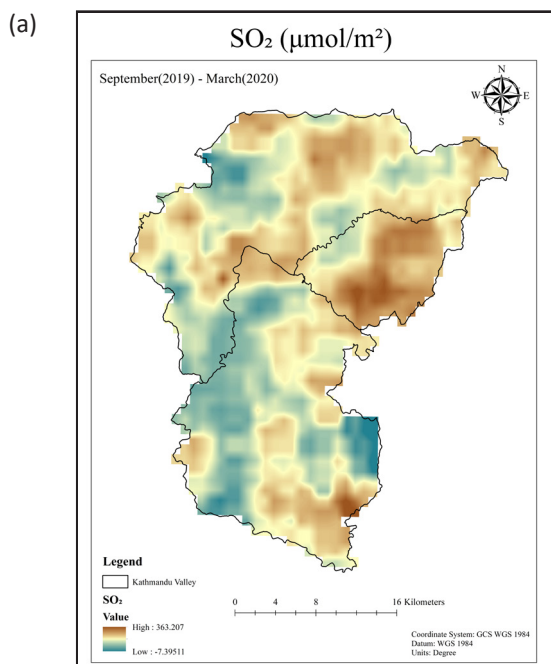 (a)
SO₂ (μmol/m²)
September(2019) - March(2020)
N
W E
S
Legend
Kathmandu Valley
SO₂
Value
High : 363.207
Low : -7.39511
0 4 8 16 Kilometers
Coordinate System: GCS WGS 1984
Datum: WGS 1984
Units: Degree